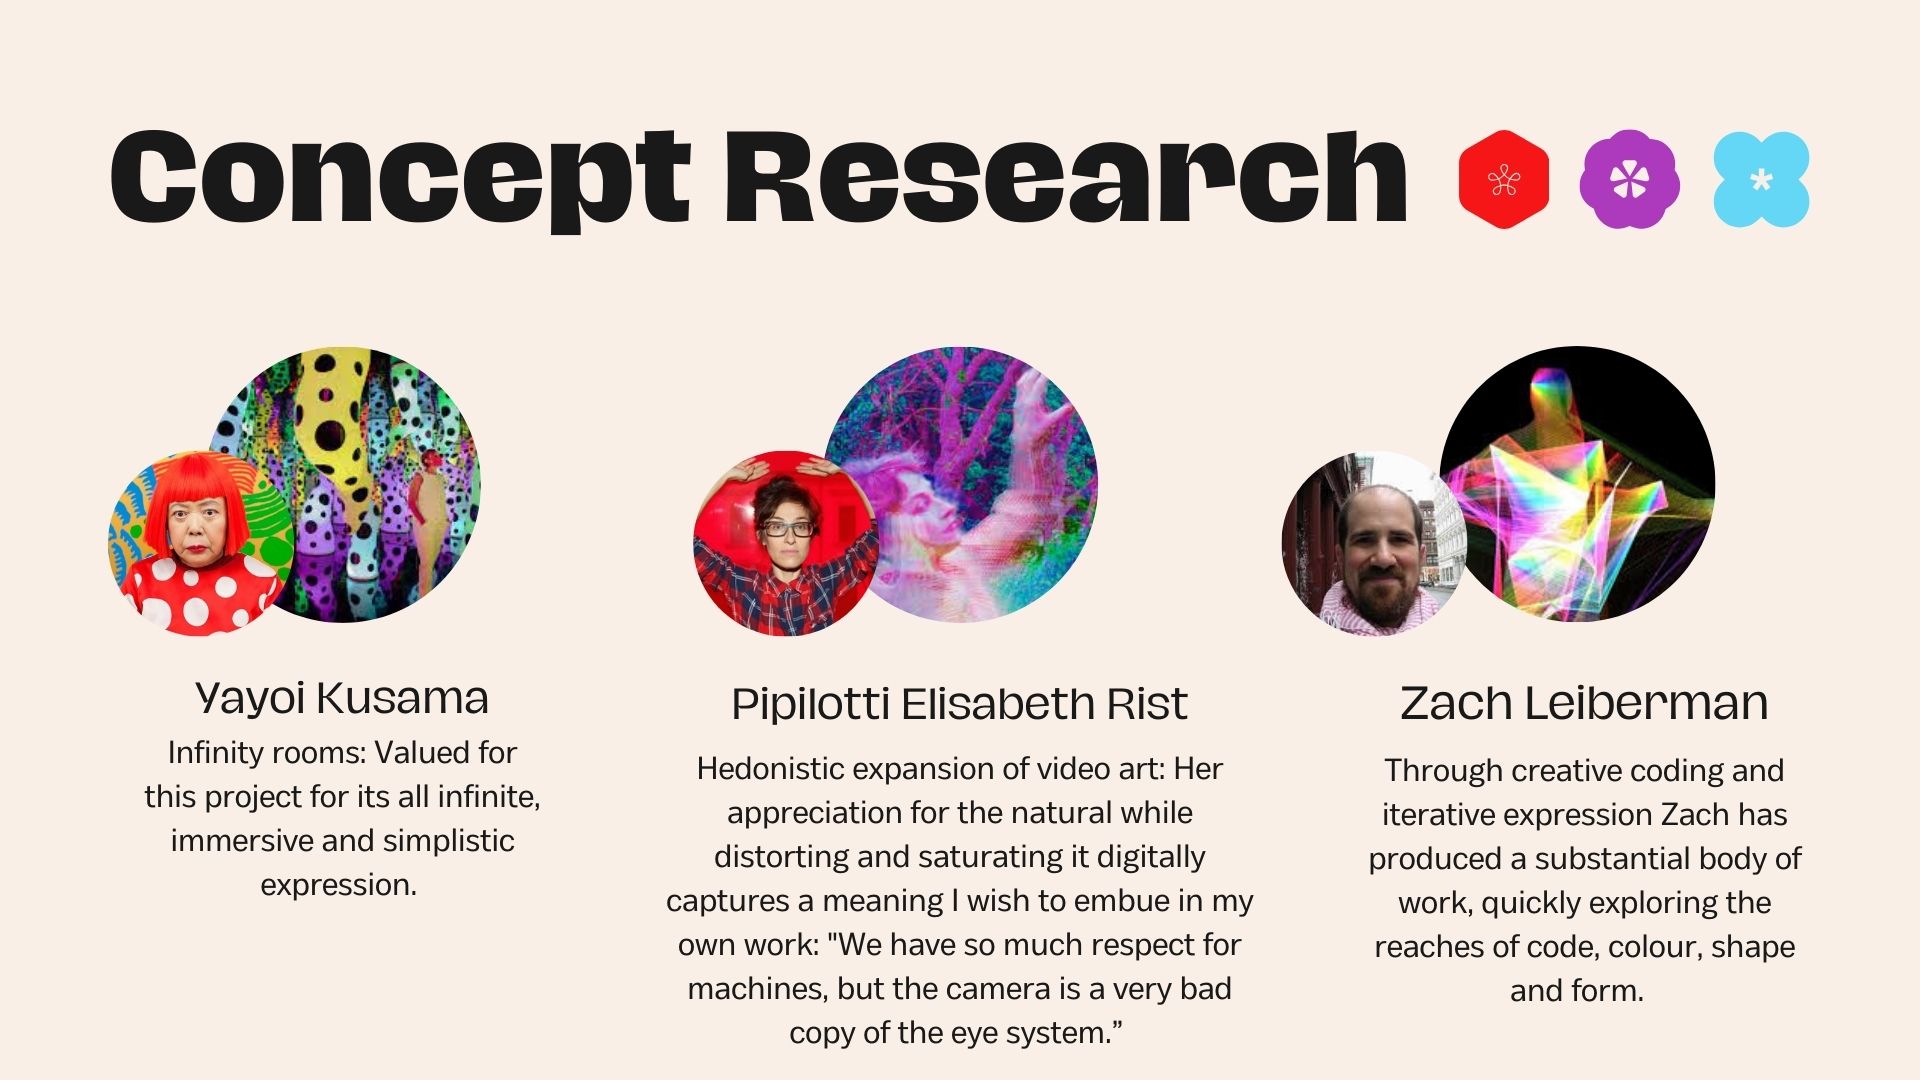 Concept Research
Yayoi Kusama
Infinity rooms: Valued for
this project for its all infinite,
immersive and simplistic
expression.
Pipilotti Elisabeth Rist
Hedonistic expansion of video art: Her
appreciation for the natural while
distorting and saturating it digitally
captures a meaning I wish to embue in my
own work: "We have so much respect for
machines, but the camera is a very bad
copy of the eye system.”
Zach Leiberman
Through creative coding and
iterative expression Zach has
produced a substantial body of
work, quickly exploring the
reaches of code, colour, shape
and form.